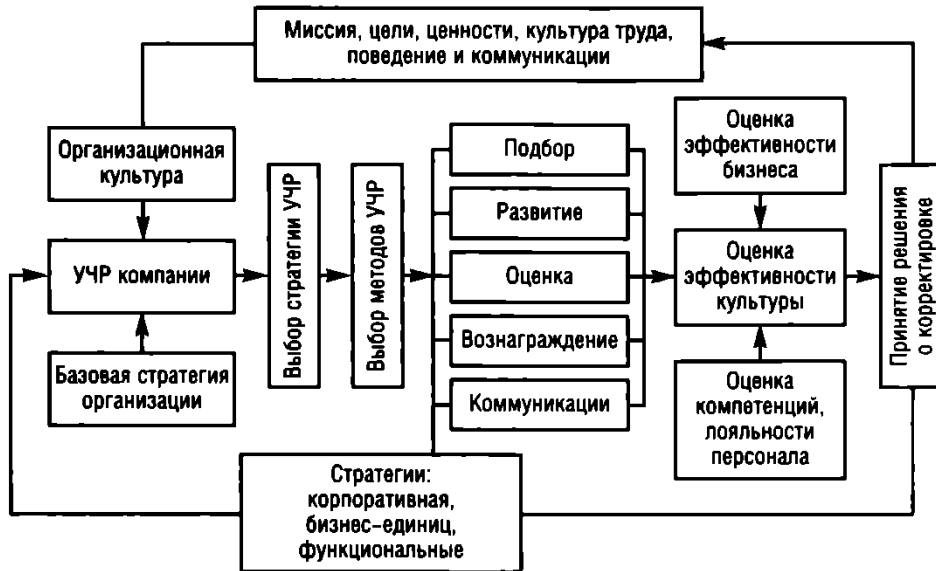 Миссия, цели, ценности, культура труда,
поведение и коммуникации
Организационная
культура
УЧР компании
Базовая стратегия
организации
Выбор стратегии УЧР
Выбор методов УЧР
Подбор
Развитие
Оценка
Вознаграждение
Коммуникации
Оценка
эффективности
бизнеса
Оценка
эффективности
культуры
Оценка
компетенций,
лояльности
персонала
Принятие решения
о корректировке
Стратегии:
корпоративная,
бизнес-единиц,
функциональные